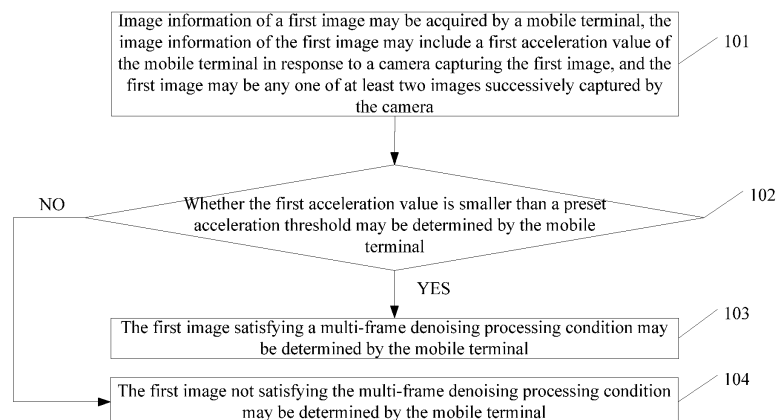 Image information of a first image may be acquired by a mobile terminal, the
image information of the first image may include a first acceleration value of
the mobile terminal in response to a camera capturing the first image, and the
first image may be any one of at least two images successively captured by
the camera
101
Whether the first acceleration value is smaller than a preset
acceleration threshold may be determined by the mobile
terminal
102
NO
YES
The first image satisfying a multi-frame denoising processing condition may
be determined by the mobile terminal
103
The first image not satisfying the multi-frame denoising processing condition
may be determined by the mobile terminal
104